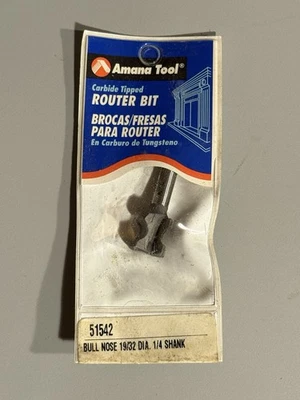 Amana Tool®
Carbide Tipped
ROUTER BIT
BROCAS/FRESAS
PARA ROUTER
En Carburo de Tungsteno
51542
BULL NOSE 19/32 DIA. 1/4 SHANK